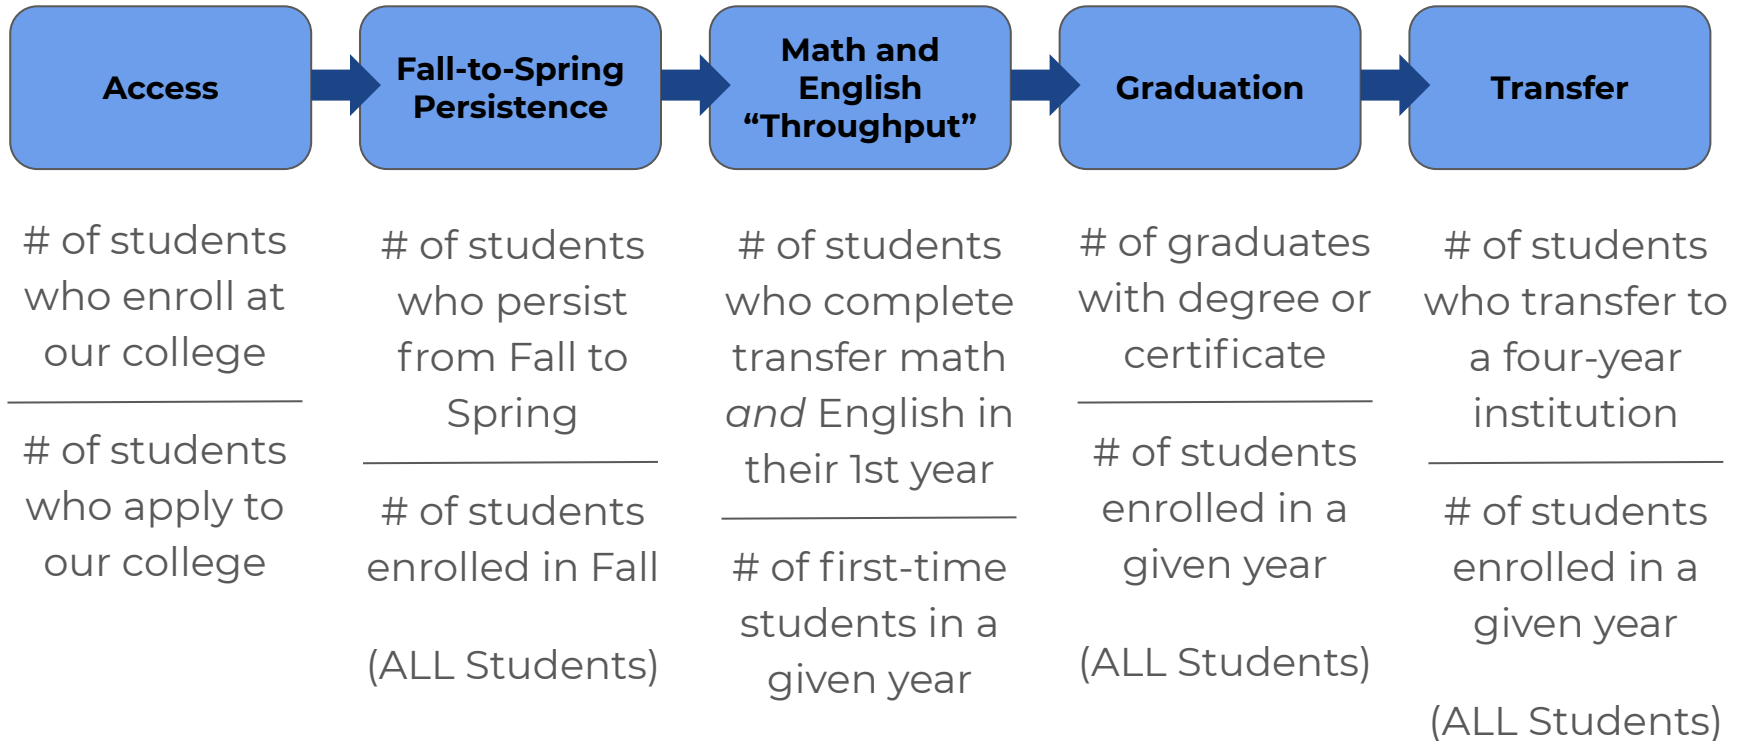 Access
Fall-to-Spring
Persistence
Math and
English
“Throughput”
Graduation
Transfer
# of students
who enroll at
our college
# of students
who apply to
our college
# of students
who persist
from Fall to
Spring
# of students
enrolled in Fall
(ALL Students)
# of students
who complete
transfer math
and English in
their 1st year
# of first-time
students in a
given year
# of graduates
with degree or
certificate
# of students
enrolled in a
given year
(ALL Students)
# of students
who transfer to
a four-year
institution
# of students
enrolled in a
given year
(ALL Students)